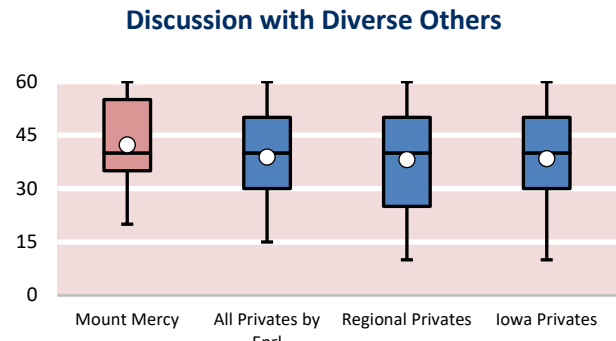 Discussion with Diverse Others
60
45
30
15
0
Mount Mercy
All Privates by
Regional Privates
Iowa Privates